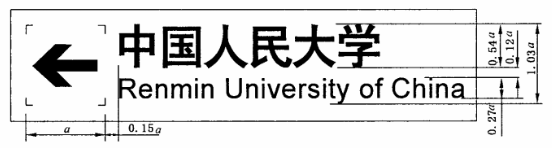 中国人民大学
Renmin University of China
0.54a
0.12a
1.03a
0.27a
a
0.15a